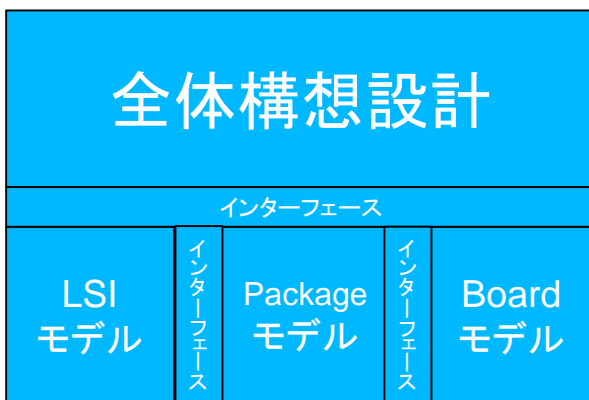 全体構想設計
インターフェース
LSI
モデル
インターフェース
Package
モデル
インターフェース
Board
モデル